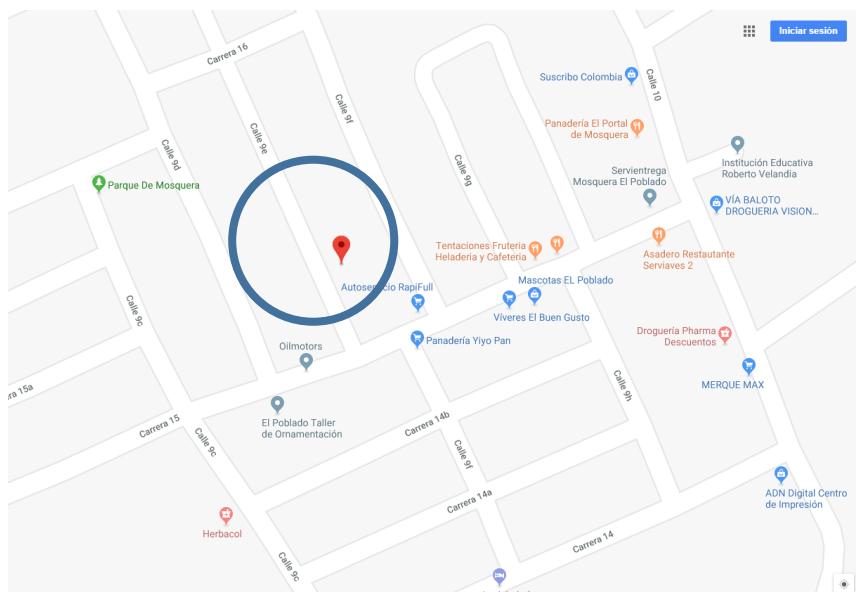 Iniciar sesión
Carrera 16
Calle 10
Suscribo Colombia
Calle 9f
Panadería El Portal
de Mosquera
Calle 9e
Calle 9d
Institución Educativa
Roberto Velandia
Calle 9g
Servientrega
Mosquera El Poblado
Parque De Mosquera
VÍA BALOTO
DROGUERIA VISION...
Tentaciones Fruteria
Heladeria y Cafeteria
Asadero Restautante
Serviaves 2
Mascotas EL Poblado
Autoservicio RapiFull
Calle 9c
Víveres El Buen Gusto
Droguería Pharma
Descuentos
Panadería Yiyo Pan
Oilmotors
MERQUE MAX
Calle 9h
15a
Carrera 15
El Poblado Taller
de Ornamentación
Carrera 14b
Calle 9c
Calle 9f
ADN Digital Centro
de Impresión
Carrera 14a
Herbacol
Carrera 14
Calle 9c